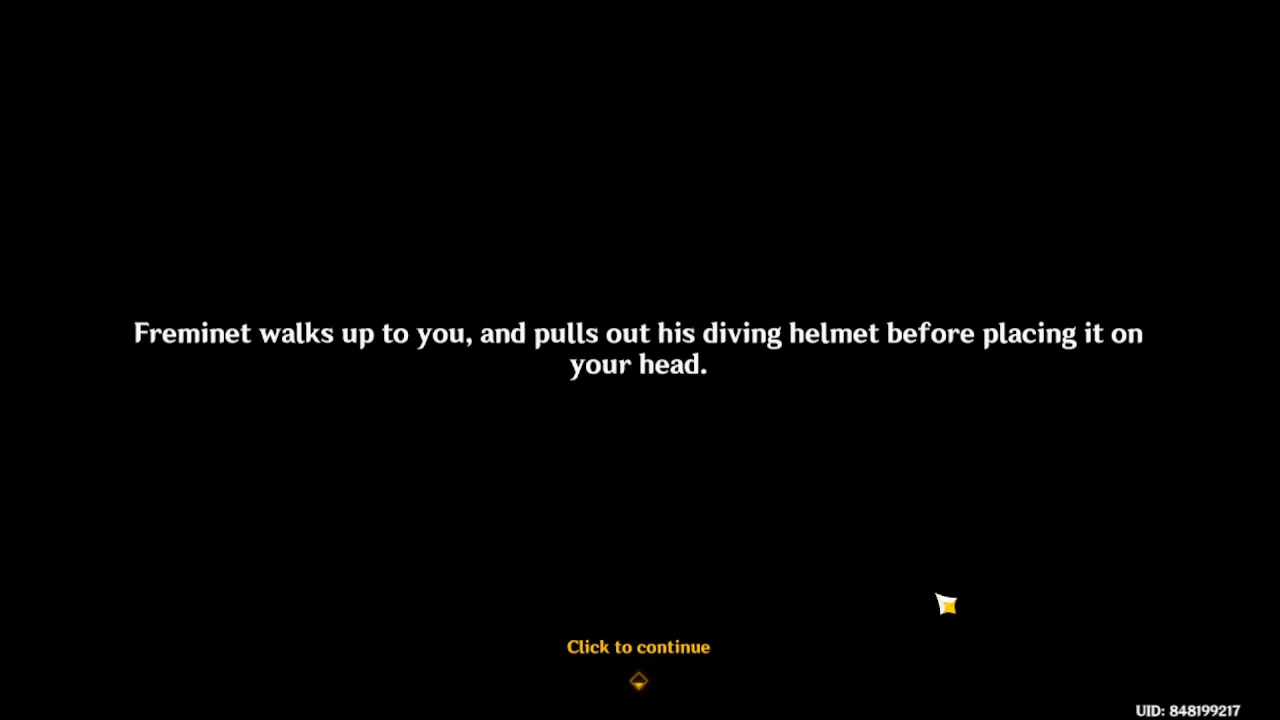 Freminet walks up to you, and pulls out his diving helmet before placing it on
your head.
Click to continue
UID: 848199217